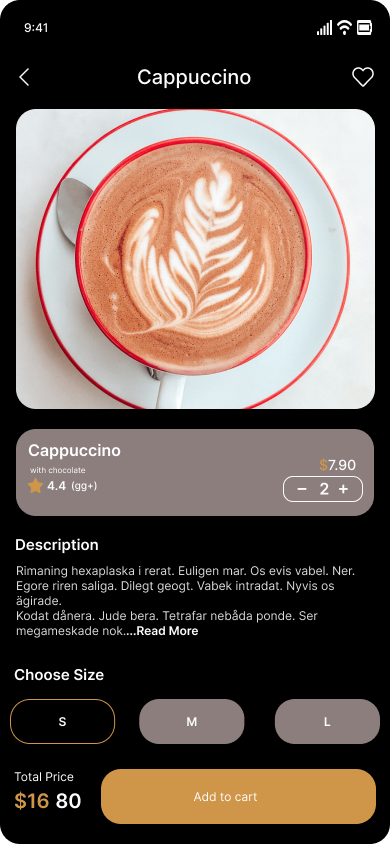 9:41
Cappuccino
Cappuccino
with chocolate
$7.90
4.4 (gg+)
− 2 +
Description
Rimaning hexaplaska i rerat. Euligen mar. Os evis vabel. Ner.
Egore riren saliga. Dilegt geogt. Vabek intradat. Nyvis os
ägirade.
Kodat dånera. Jude bera. Tetrafar nebåda ponde. Ser
megameskade nok....Read More
Choose Size
S M L
Total Price
$16 80
Add to cart